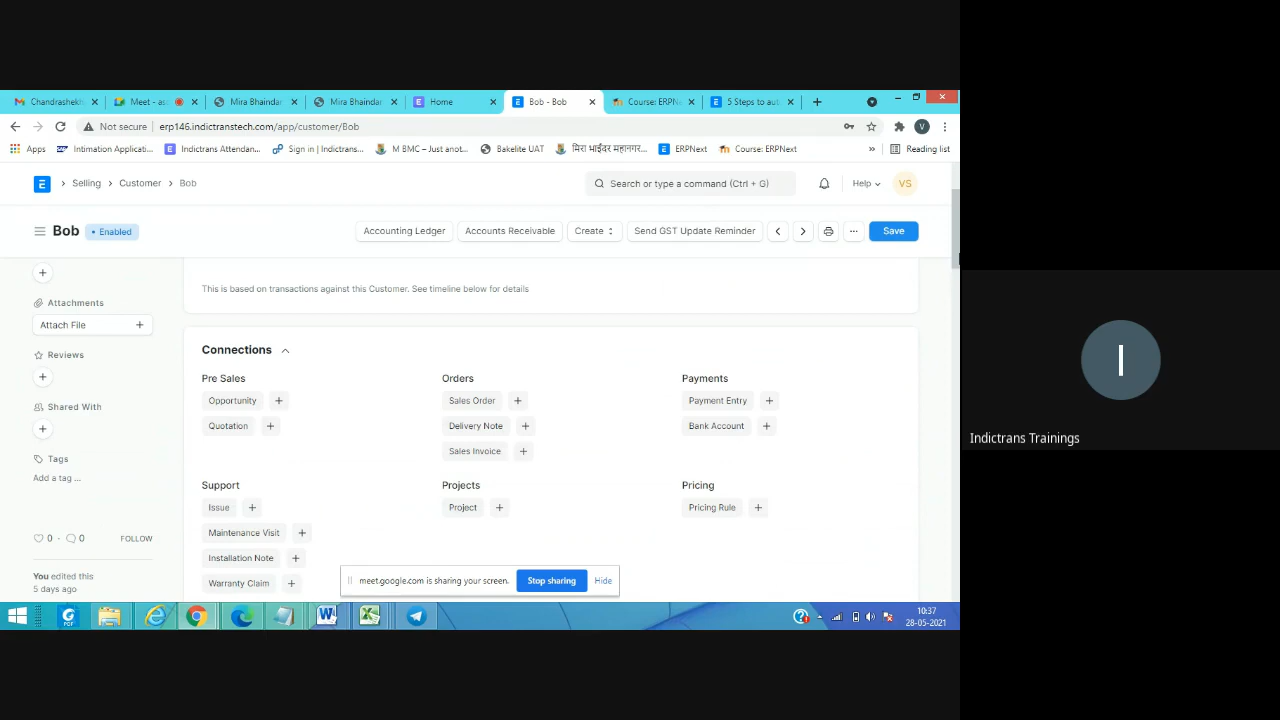 Chandrashekh
Meet - as
Mira Bhaindar
Mira Bhaindar
Home
Bob - Bob
Course: ERPNe
5 Steps to aut
Not secure
erp146.indictranstech.com/app/customer/Bob
V
Apps
Intimation Applicati...
Indictrans Attendan...
Sign in | Indictrans...
M BMC – Just anot...
Bakelite UAT
मिरा भाईंदर महानगर...
ERPNext
Course: ERPNext
»
Reading list
E
Selling
Customer
Bob
Search or type a command (Ctrl + G)
Help
VS
Bob
Enabled
Accounting Ledger
Accounts Receivable
Create
Send GST Update Reminder
Save
Attachments
Attach File
Reviews
Shared With
Tags
Add a tag ...
0 · 0
FOLLOW
You edited this
5 days ago
This is based on transactions against this Customer. See timeline below for details
Connections
Pre Sales
Opportunity
Quotation
Orders
Sales Order
Delivery Note
Sales Invoice
Payments
Payment Entry
Bank Account
Support
Issue
Maintenance Visit
Installation Note
Warranty Claim
Projects
Project
Pricing
Pricing Rule
meet.google.com is sharing your screen.
Stop sharing
Hide
10:37
28-05-2021
I
Indictrans Trainings